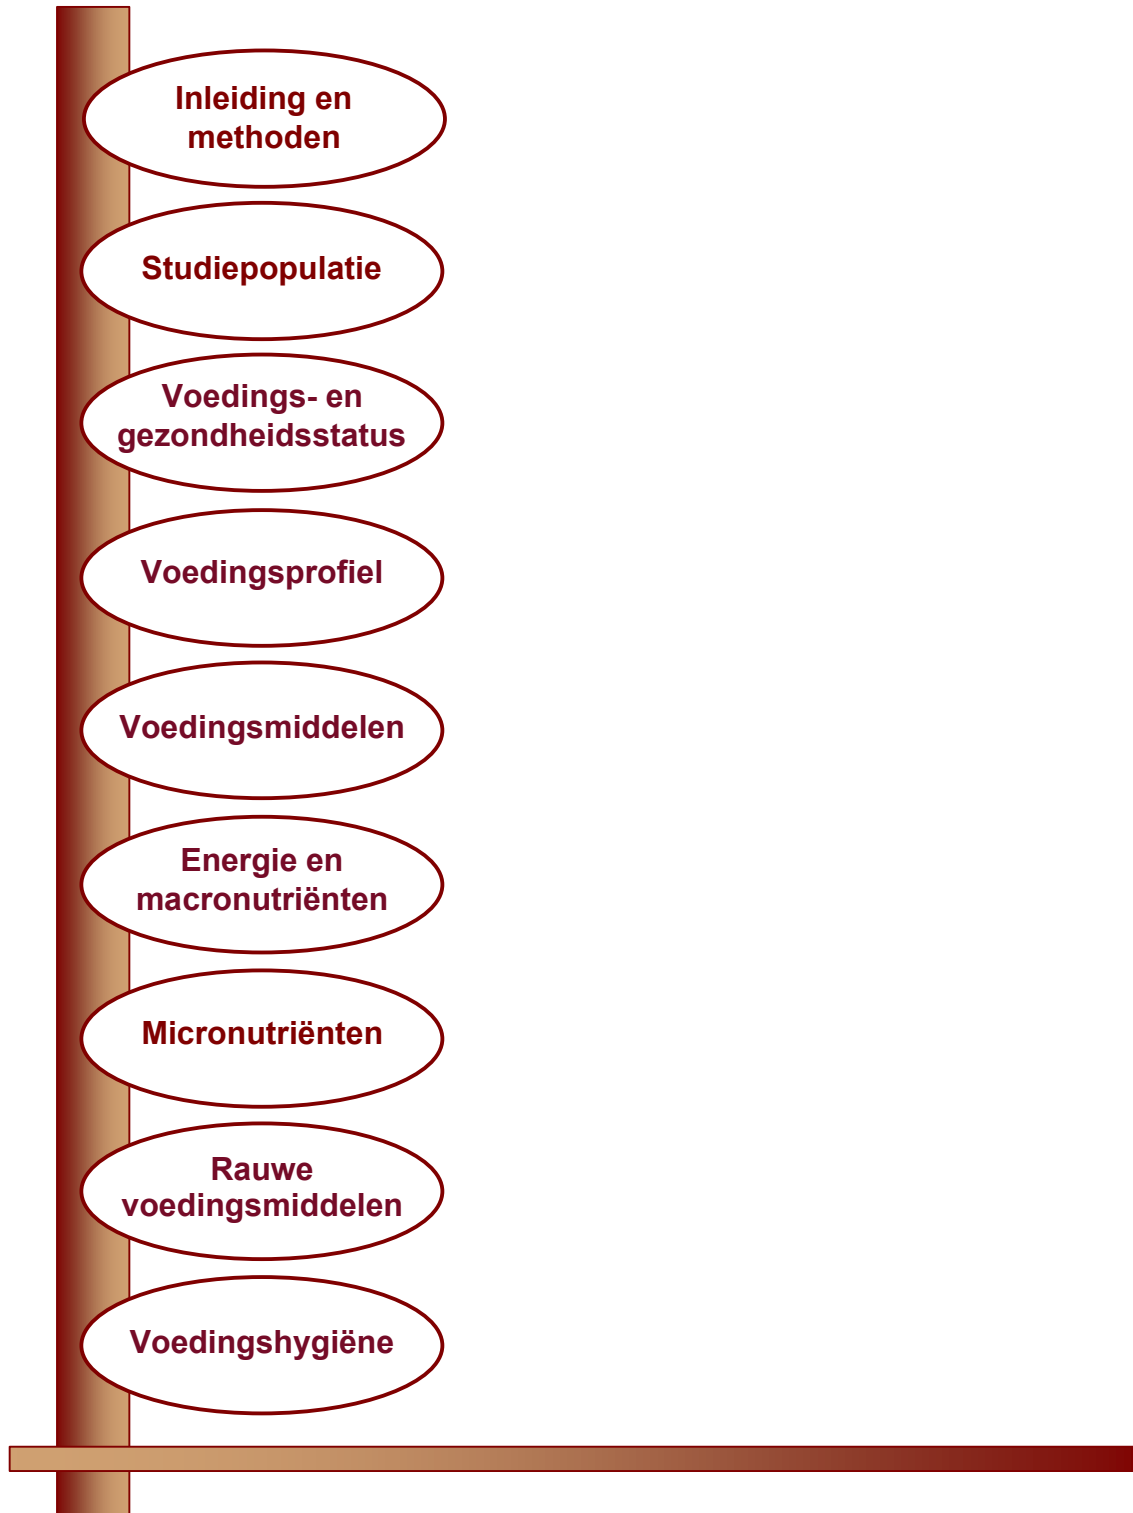 Inleiding en
methoden
Studiepopulatie
Voedings- en
gezondheidsstatus
Voedingsprofiel
Voedingsmiddelen
Energie en
macronutriënten
Micronutriënten
Rauwe
voedingsmiddelen
Voedingshygiëne